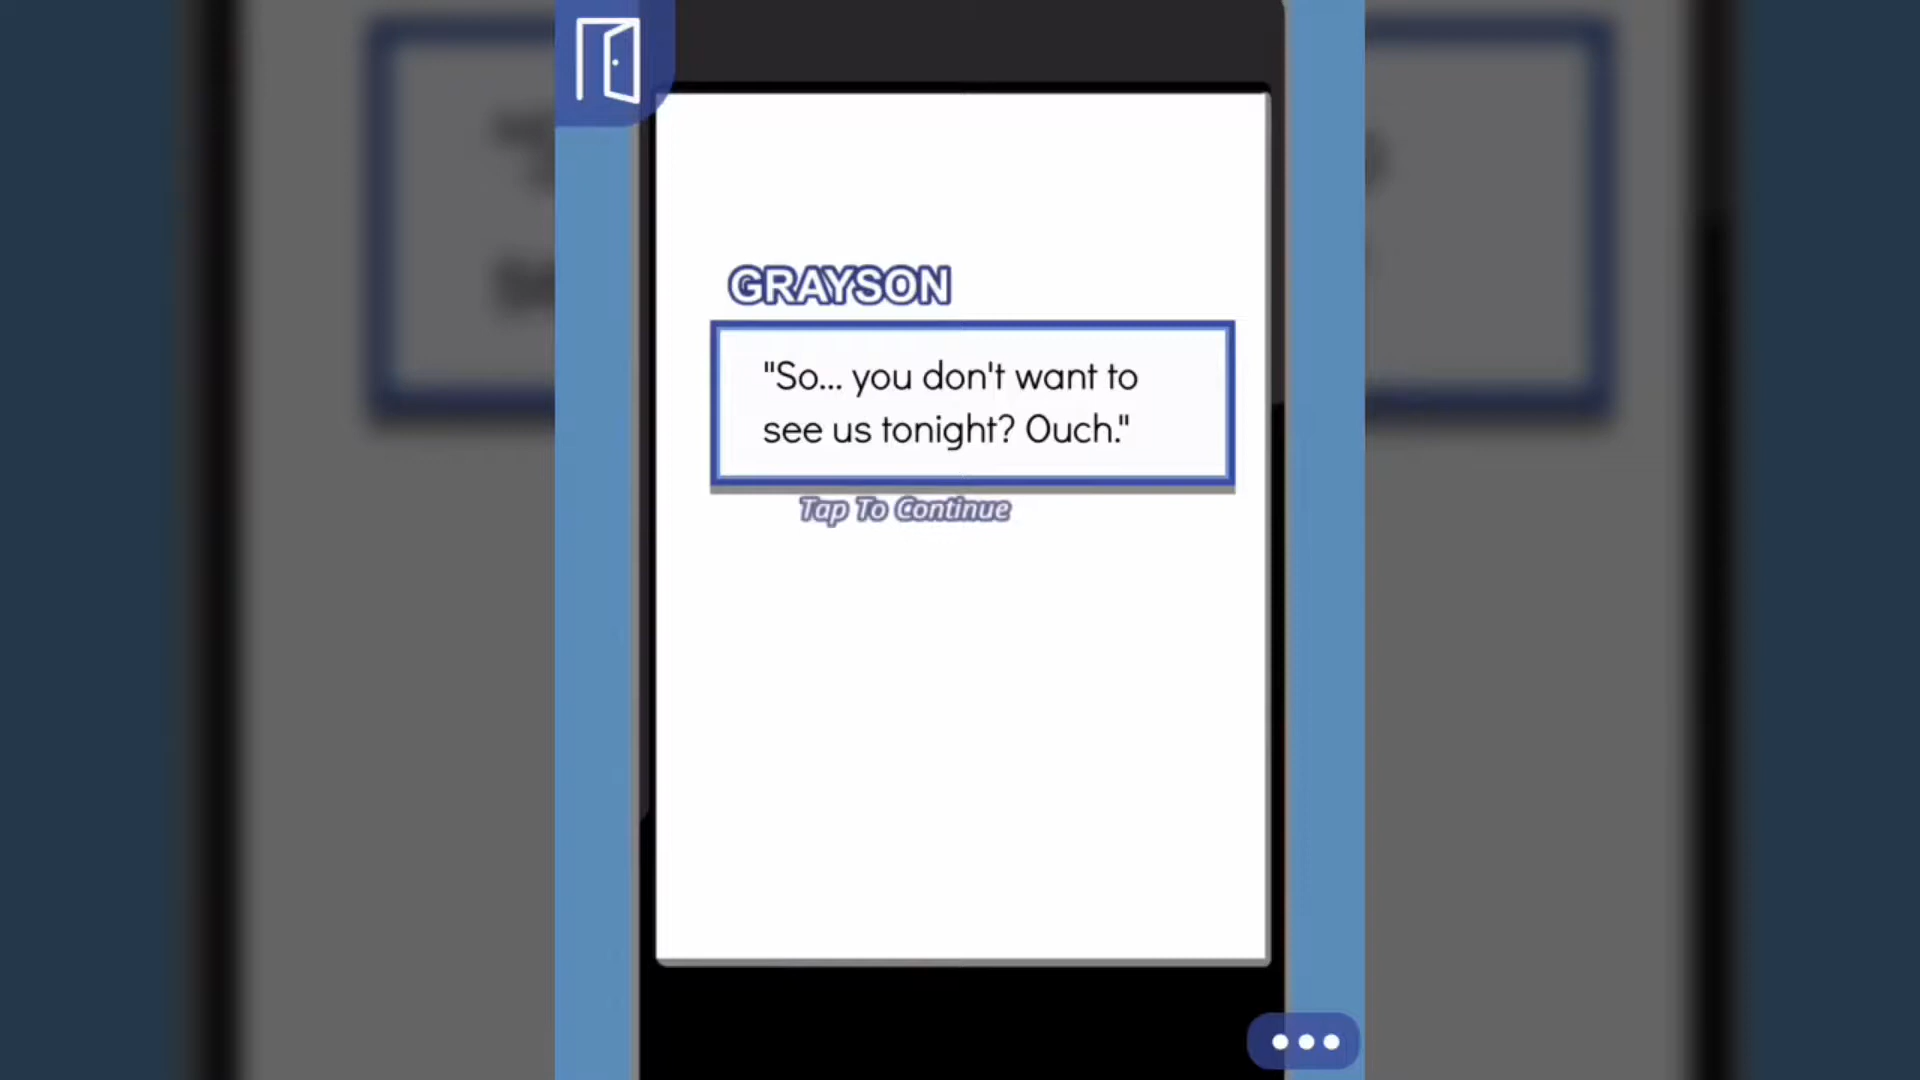 GRAYSON
"So... you don't want to
see us tonight? Ouch."
Tap To Continue